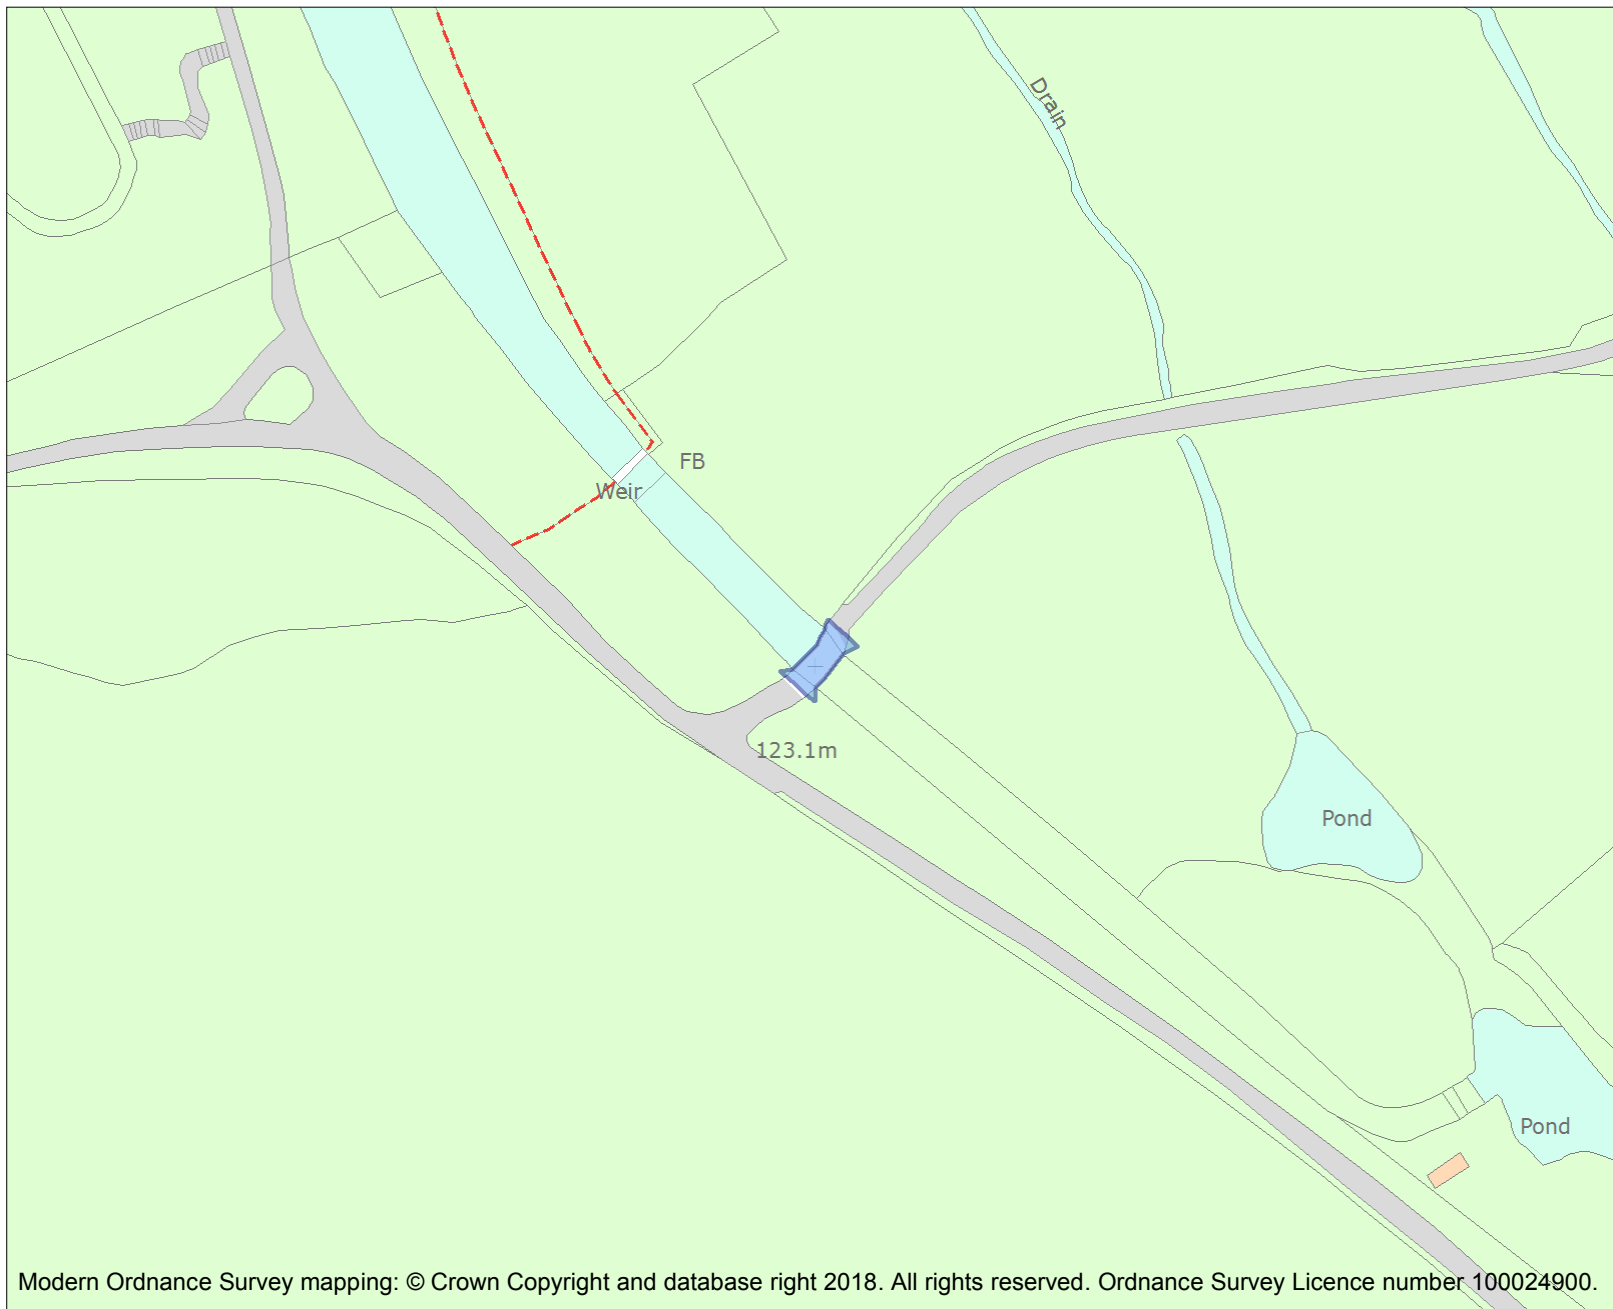 Drain
FB
Weir
123.1m
Pond
Pond
Modern Ordnance Survey mapping: © Crown Copyright and database right 2018. All rights reserved. Ordnance Survey Licence number 100024900.